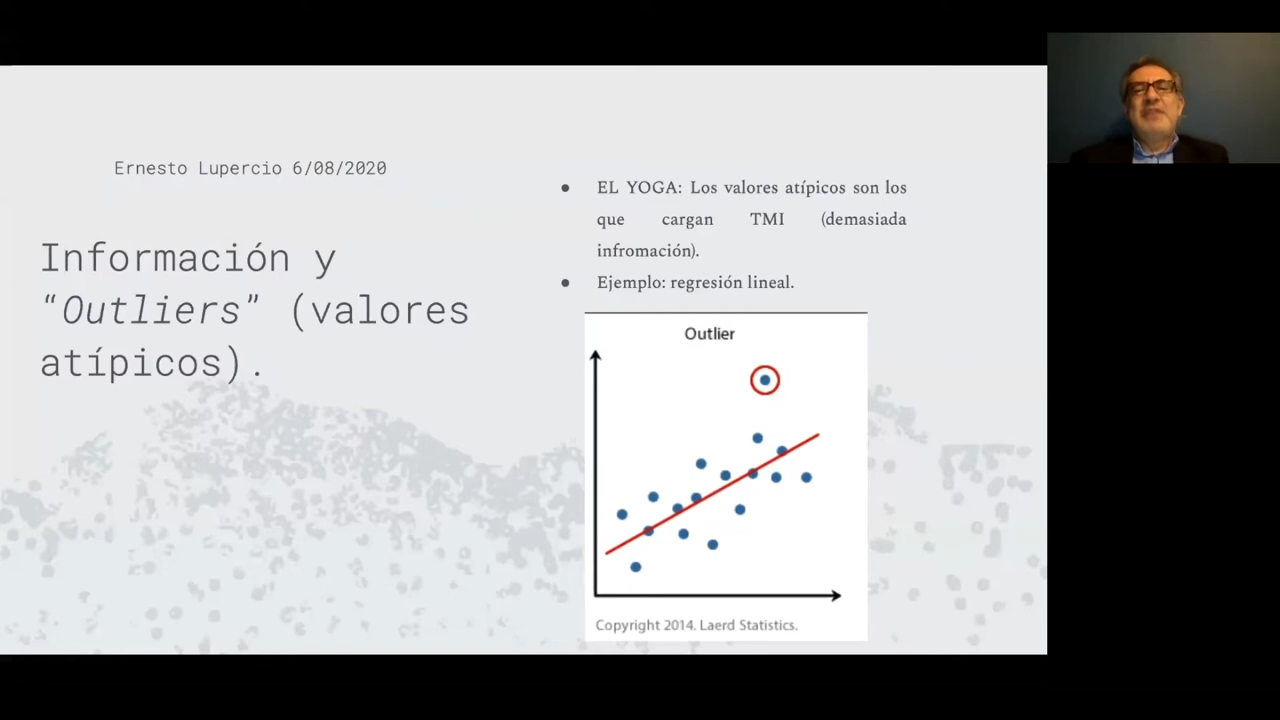 Ernesto Lupercio 6/08/2020
Información y
“Outliers” (valores
atípicos).
● EL YOGA: Los valores atípicos son los
que cargan TMI (demasiada
infromación).
● Ejemplo: regresión lineal.
Outlier
Copyright 2014. Laerd Statistics.